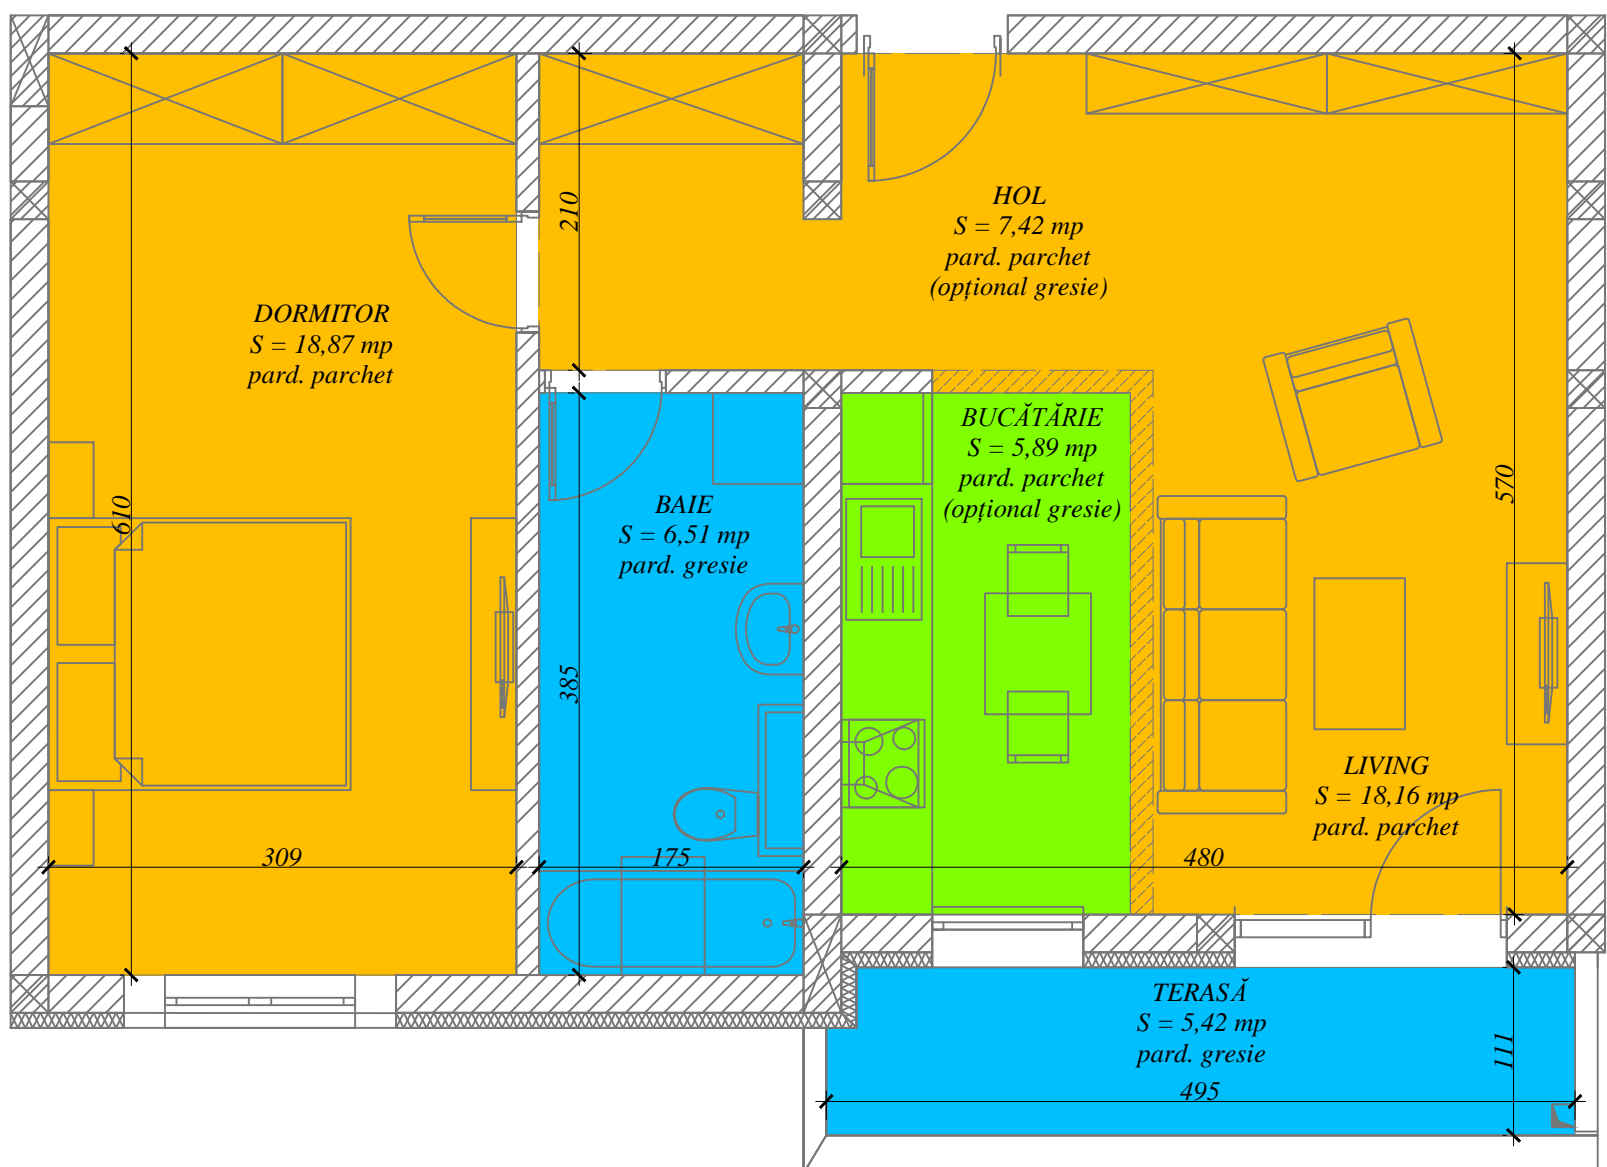 HOL
S = 7,42 mp
pard. parchet
(opțional gresie)
210
DORMITOR
S = 18,87 mp
pard. parchet
BUCĂTĂRIE
S = 5,89 mp
pard. parchet
(opțional gresie)
570
610
BAIE
S = 6,51 mp
pard. gresie
385
LIVING
S = 18,16 mp
pard. parchet
309
175
480
TERASĂ
S = 5,42 mp
pard. gresie
111
495